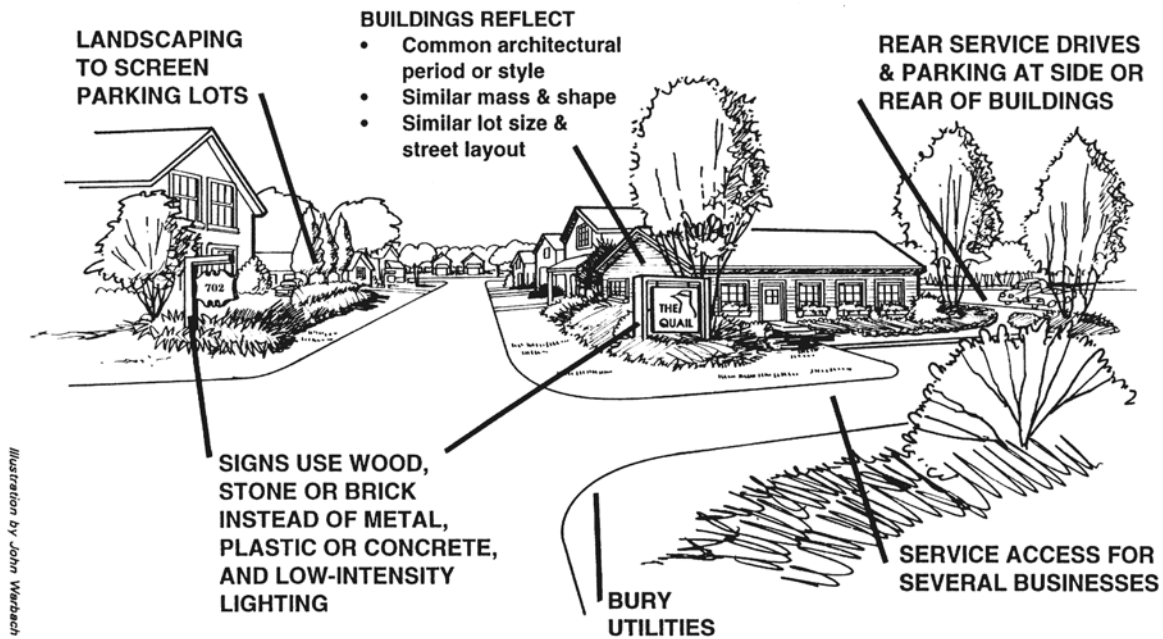 LANDSCAPING
TO SCREEN
PARKING LOTS
BUILDINGS REFLECT
• Common architectural
period or style
• Similar mass & shape
• Similar lot size &
street layout
REAR SERVICE DRIVES
& PARKING AT SIDE OR
REAR OF BUILDINGS
702
THE
QUAIL
SIGNS USE WOOD,
STONE OR BRICK
INSTEAD OF METAL,
PLASTIC OR CONCRETE,
AND LOW-INTENSITY
LIGHTING
BURY
UTILITIES
SERVICE ACCESS FOR
SEVERAL BUSINESSES
Illustration by John Warbach